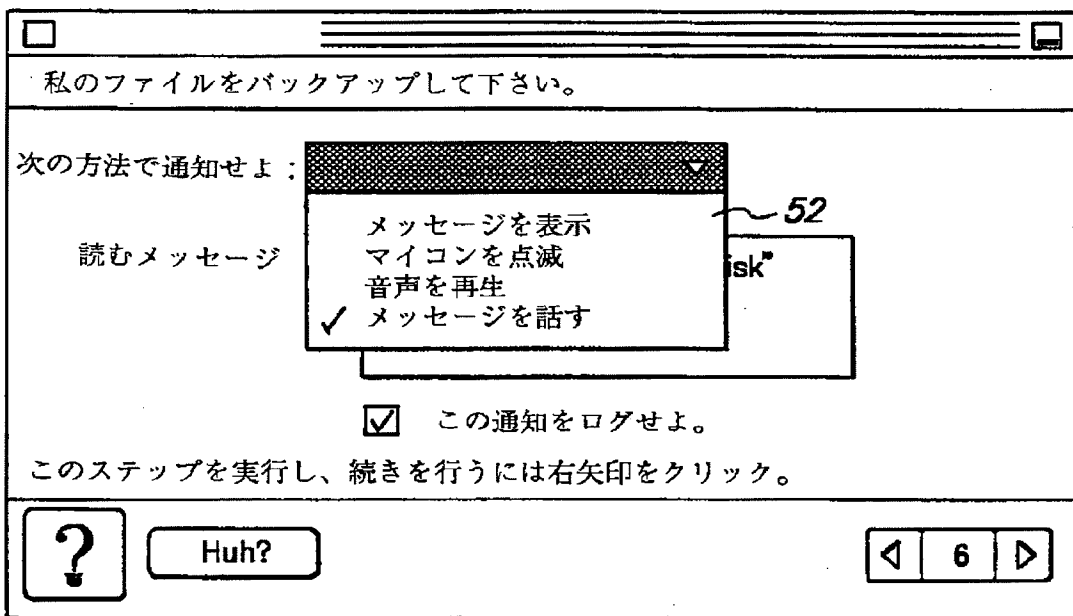 私のファイルをバックアップして下さい。
次の方法で通知せよ:
52
メッセージを表示
読むメッセージ
マイコンを点滅
isk”
音声を再生
✓ メッセージを話す
この通知をログせよ。
このステップを実行し、続きを行うには右矢印をクリック。
?
Huh?
6